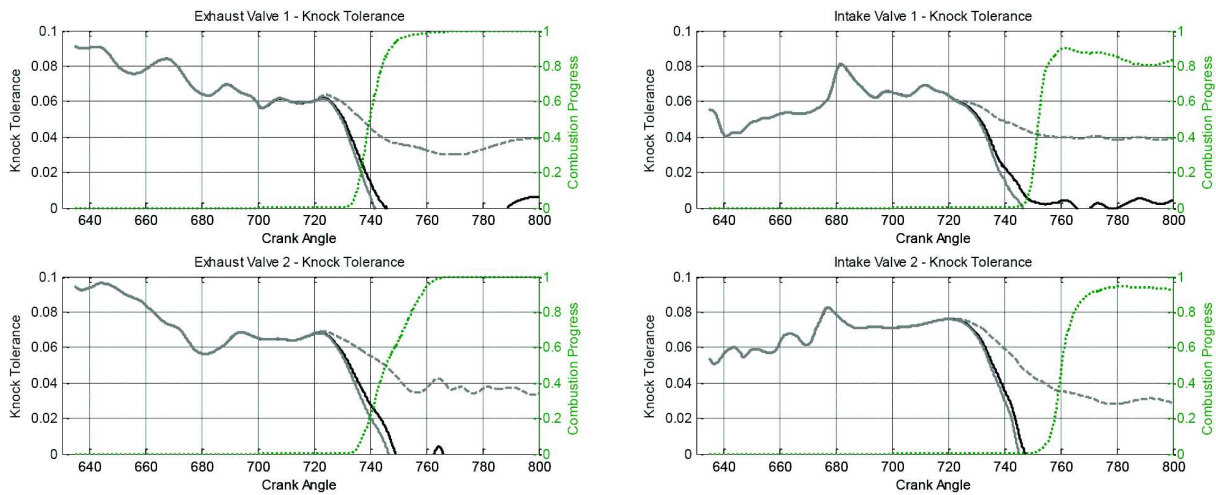 Exhaust Valve 1 - Knock Tolerance
0.1
0.08
0.06
0.04
0.02
0
Knock Tolerance
1
0.8
0.6
0.4
0.2
0
Combustion Progress
640 660 680 700 720 740 760 780 800
Crank Angle
Intake Valve 1 - Knock Tolerance
0.1
0.08
0.06
0.04
0.02
0
Knock Tolerance
1
0.8
0.6
0.4
0.2
0
Combustion Progress
640 660 680 700 720 740 760 780 800
Crank Angle
Exhaust Valve 2 - Knock Tolerance
0.1
0.08
0.06
0.04
0.02
0
Knock Tolerance
1
0.8
0.6
0.4
0.2
0
Combustion Progress
640 660 680 700 720 740 760 780 800
Crank Angle
Intake Valve 2 - Knock Tolerance
0.1
0.08
0.06
0.04
0.02
0
Knock Tolerance
1
0.8
0.6
0.4
0.2
0
Combustion Progress
640 660 680 700 720 740 760 780 800
Crank Angle